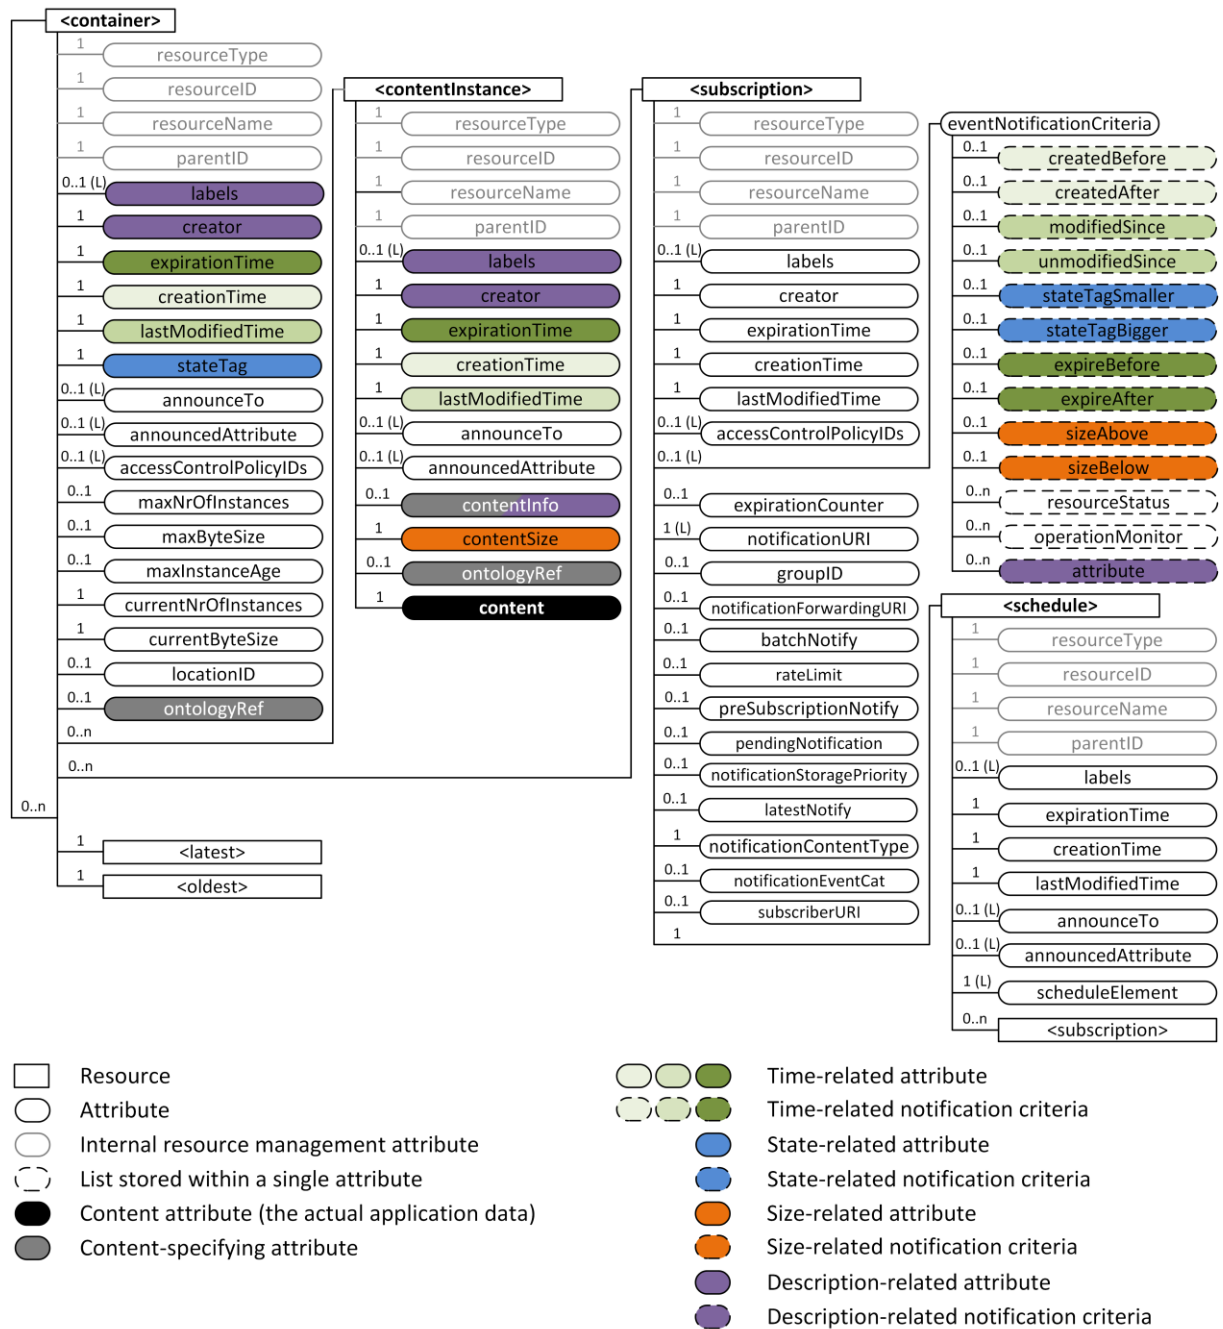 <container>
1
resourceType
1
resourceID
1
resourceName
1
parentID
0..1 (L)
labels
1
creator
1
expirationTime
1
creationTime
1
lastModifiedTime
1
stateTag
0..1 (L)
announceTo
0..1 (L)
announcedAttribute
0..1 (L)
accessControlPolicyIDs
0..1
maxNrOfInstances
0..1
maxByteSize
0..1
maxInstanceAge
1
currentNrOfInstances
1
currentByteSize
0..1
locationID
0..1
ontologyRef
0..n
0..n
0..n
1
<latest>
1
<oldest>
<contentInstance>
1
resourceType
1
resourceID
1
resourceName
1
parentID
0..1 (L)
labels
1
creator
1
expirationTime
1
creationTime
1
lastModifiedTime
0..1 (L)
announceTo
0..1 (L)
announcedAttribute
0..1
contentInfo
1
contentSize
0..1
ontologyRef
1
content
<subscription>
1
resourceType
1
resourceID
1
resourceName
1
parentID
0..1 (L)
labels
1
creator
1
expirationTime
1
creationTime
1
lastModifiedTime
0..1 (L)
accessControlPolicyIDs
0..1 (L)
0..1
expirationCounter
1 (L)
notificationURI
0..1
groupID
0..1
notificationForwardingURI
0..1
batchNotify
0..1
rateLimit
0..1
preSubscriptionNotify
0..1
pendingNotification
0..1
notificationStoragePriority
0..1
latestNotify
1
notificationContentType
0..1
notificationEventCat
0..1
subscriberURI
1
eventNotificationCriteria
0..1
createdBefore
0..1
createdAfter
0..1
modifiedSince
0..1
unmodifiedSince
0..1
stateTagSmaller
0..1
stateTagBigger
0..1
expireBefore
0..1
expireAfter
0..1
sizeAbove
0..1
sizeBelow
0..n
resourceStatus
0..n
operationMonitor
0..n
attribute
<schedule>
1
resourceType
1
resourceID
1
resourceName
1
parentID
0..1 (L)
labels
1
expirationTime
1
creationTime
1
lastModifiedTime
0..1 (L)
announceTo
0..1 (L)
announcedAttribute
1 (L)
scheduleElement
0..n
<subscription>
Resource
Attribute
Internal resource management attribute
List stored within a single attribute
Content attribute (the actual application data)
Content-specifying attribute
Time-related attribute
Time-related notification criteria
State-related attribute
State-related notification criteria
Size-related attribute
Size-related notification criteria
Description-related attribute
Description-related notification criteria